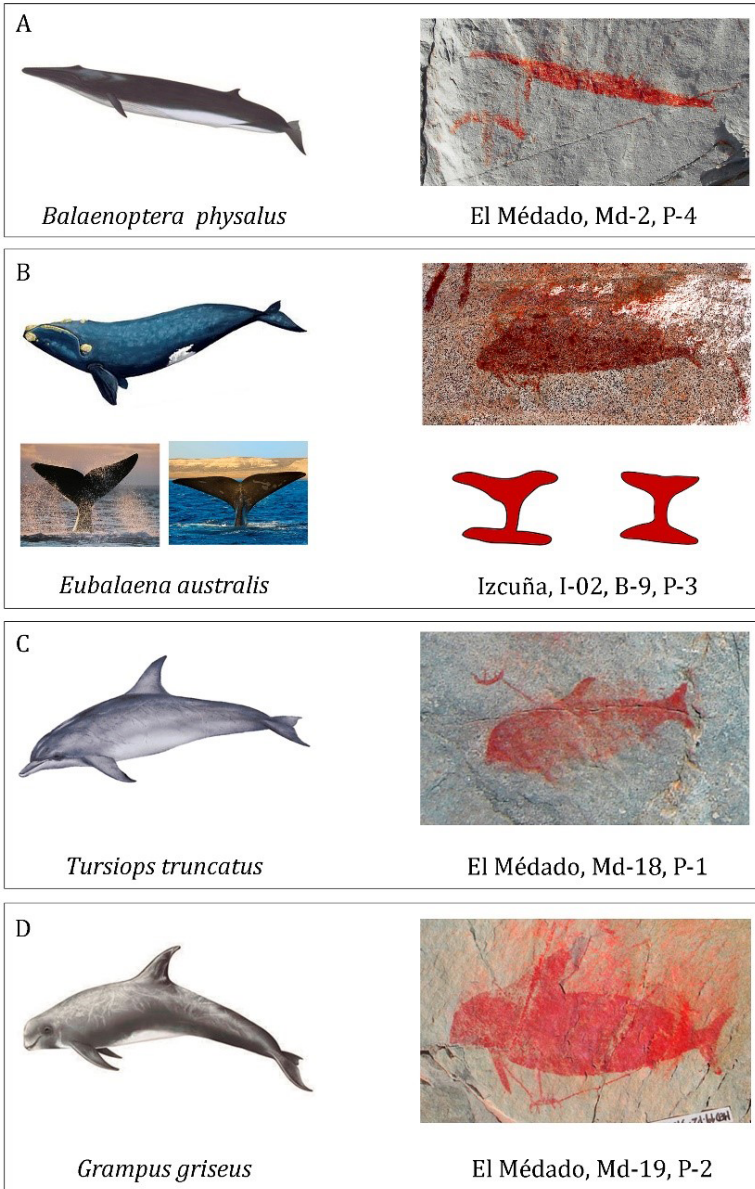 A
Balaenoptera physalus
El Médado, Md-2, P-4
B
Eubalaena australis
Izcuña, I-02, B-9, P-3
C
Tursiops truncatus
El Médado, Md-18, P-1
D
Grampus griseus
El Médado, Md-19, P-2